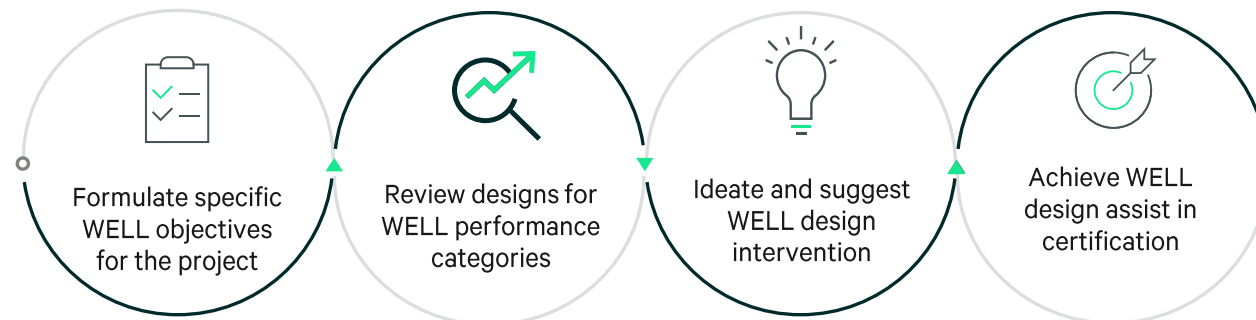 Formulate specific
WELL objectives
for the project
Review designs for
WELL performance
categories
Ideate and suggest
WELL design
intervention
Achieve WELL
design assist in
certification